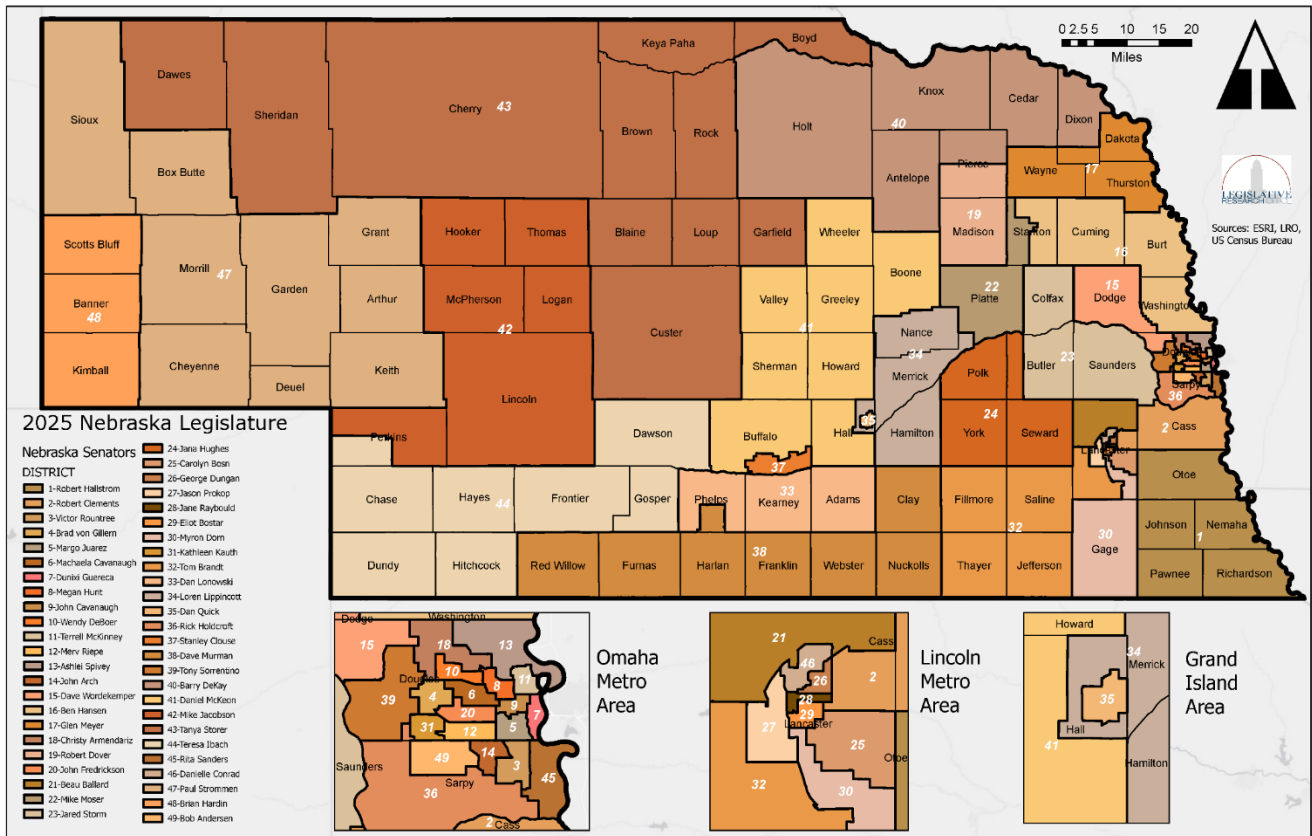 0 2.5 5 10 15 20
Miles
LEGISLATIVE
RESEARCH OFFICE
Sources: ESRI, LRO,
US Census Bureau
Keya Paha
Boyd
Dawes
Sioux
Sheridan
Cherry
43
Brown
Rock
Holt
Knox
40
Cedar
Dixon
Dakota
Box Butte
Antelope
Pierce
Wayne
17
Thurston
Scotts Bluff
Morrill
47
Garden
Grant
Hooker
Thomas
Blaine
Loup
Garfield
Wheeler
19
Madison
Stanton
Cuming
16
Burt
Boone
Banner
48
Arthur
McPherson
Logan
42
Custer
Valley
Greeley
41
22
Platte
Colfax
15
Dodge
Washington
Kimball
Cheyenne
Deuel
Keith
Lincoln
Sherman
Howard
Nance
34
Merrick
Polk
Butler
23
Saunders
Douglas
Sarpy
36
Perkins
Dawson
Buffalo
37
Hall
35
Hamilton
24
York
Seward
Lancaster
2
Cass
Otoe
Chase
Hayes
44
Frontier
Gosper
Phelps
33
Kearney
Adams
Clay
Fillmore
Saline
32
30
Gage
Johnson
Nemaha
1
Dundy
Hitchcock
Red Willow
Furnas
Harlan
38
Franklin
Webster
Nuckolls
Thayer
Jefferson
Pawnee
Richardson
2025 Nebraska Legislature
Nebraska Senators
DISTRICT
1-Robert Hallstrom
2-Robert Clements
3-Victor Rountree
4-Brad von Gillern
5-Margo Juarez
6-Machaela Cavanaugh
7-Dunixi Guereca
8-Megan Hunt
9-John Cavanaugh
10-Wendy DeBoer
11-Terrell McKinney
12-Merv Riepe
13-Ashlei Spivey
14-John Arch
15-Dave Wordekemper
16-Ben Hansen
17-Glen Meyer
18-Christy Armendariz
19-Robert Dover
20-John Fredrickson
21-Beau Ballard
22-Mike Moser
23-Jared Storm
24-Jana Hughes
25-Carolyn Bosn
26-George Dungan
27-Jason Prokop
28-Jane Raybould
29-Eliot Bostar
30-Myron Dorn
31-Kathleen Kauth
32-Tom Brandt
33-Dan Lonowski
34-Loren Lippincott
35-Dan Quick
36-Rick Holdcroft
37-Stanley Clouse
38-Dave Murman
39-Tony Sorrentino
40-Barry DeKay
41-Daniel McKeon
42-Mike Jacobson
43-Tanya Storer
44-Teresa Ibach
45-Rita Sanders
46-Danielle Conrad
47-Paul Strommen
48-Brian Hardin
49-Bob Andersen
Dodge
Washington
15
18
13
Douglas
10
11
39
4
6
8
9
7
20
31
12
5
49
14
3
45
Saunders
36
Sarpy
2
Cass
Omaha
Metro
Area
21
Cass
46
26
2
28
29
27
Lancaster
25
Otoe
32
30
Lincoln
Metro
Area
Howard
34
Merrick
35
Hall
41
Hamilton
Grand
Island
Area